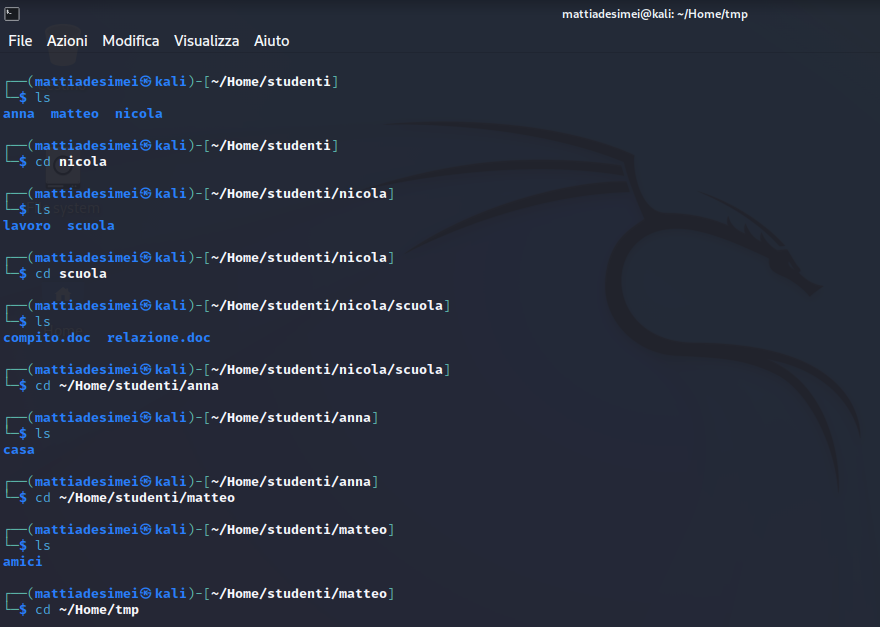 mattiadesimei@kali: ~/Home/tmp
File Azioni Modifica Visualizza Aiuto
┌──(mattiadesimei㉿kali)-[~/Home/studenti]
└─$ ls
anna matteo nicola
┌──(mattiadesimei㉿kali)-[~/Home/studenti]
└─$ cd nicola
┌──(mattiadesimei㉿kali)-[~/Home/studenti/nicola]
└─$ ls
lavoro scuola
┌──(mattiadesimei㉿kali)-[~/Home/studenti/nicola]
└─$ cd scuola
┌──(mattiadesimei㉿kali)-[~/Home/studenti/nicola/scuola]
└─$ ls
compito.doc relazione.doc
┌──(mattiadesimei㉿kali)-[~/Home/studenti/nicola/scuola]
└─$ cd ~/Home/studenti/anna
┌──(mattiadesimei㉿kali)-[~/Home/studenti/anna]
└─$ ls
casa
┌──(mattiadesimei㉿kali)-[~/Home/studenti/anna]
└─$ cd ~/Home/studenti/matteo
┌──(mattiadesimei㉿kali)-[~/Home/studenti/matteo]
└─$ ls
amici
┌──(mattiadesimei㉿kali)-[~/Home/studenti/matteo]
└─$ cd ~/Home/tmp